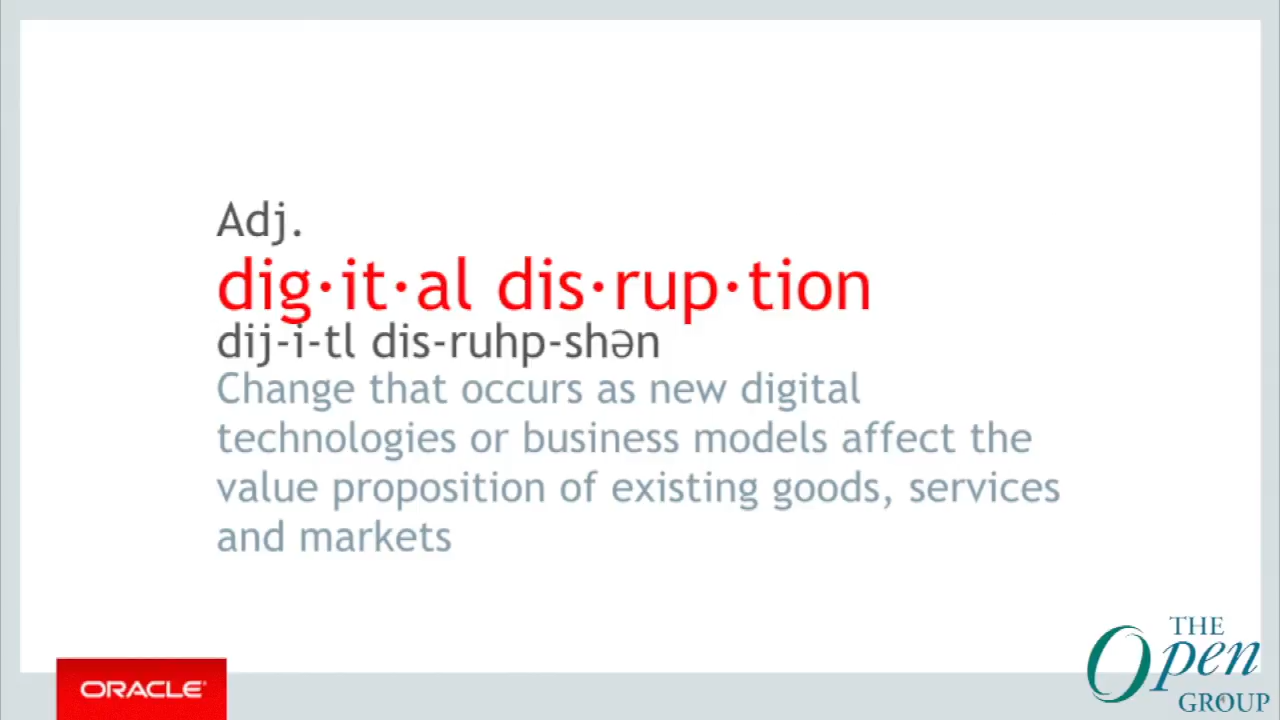 Adj.
dig·it·al dis·rup·tion
dij-i-tl dis-ruhp-shən
Change that occurs as new digital
technologies or business models affect the
value proposition of existing goods, services
and markets
ORACLE®
THE
Open
GROUP